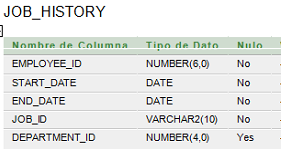 JOB_HISTORY
Nombre de Columna Tipo de Dato Nulo
EMPLOYEE_ID NUMBER(6,0) No
START_DATE DATE No
END_DATE DATE No
JOB_ID VARCHAR2(10) No
DEPARTMENT_ID NUMBER(4,0) Yes